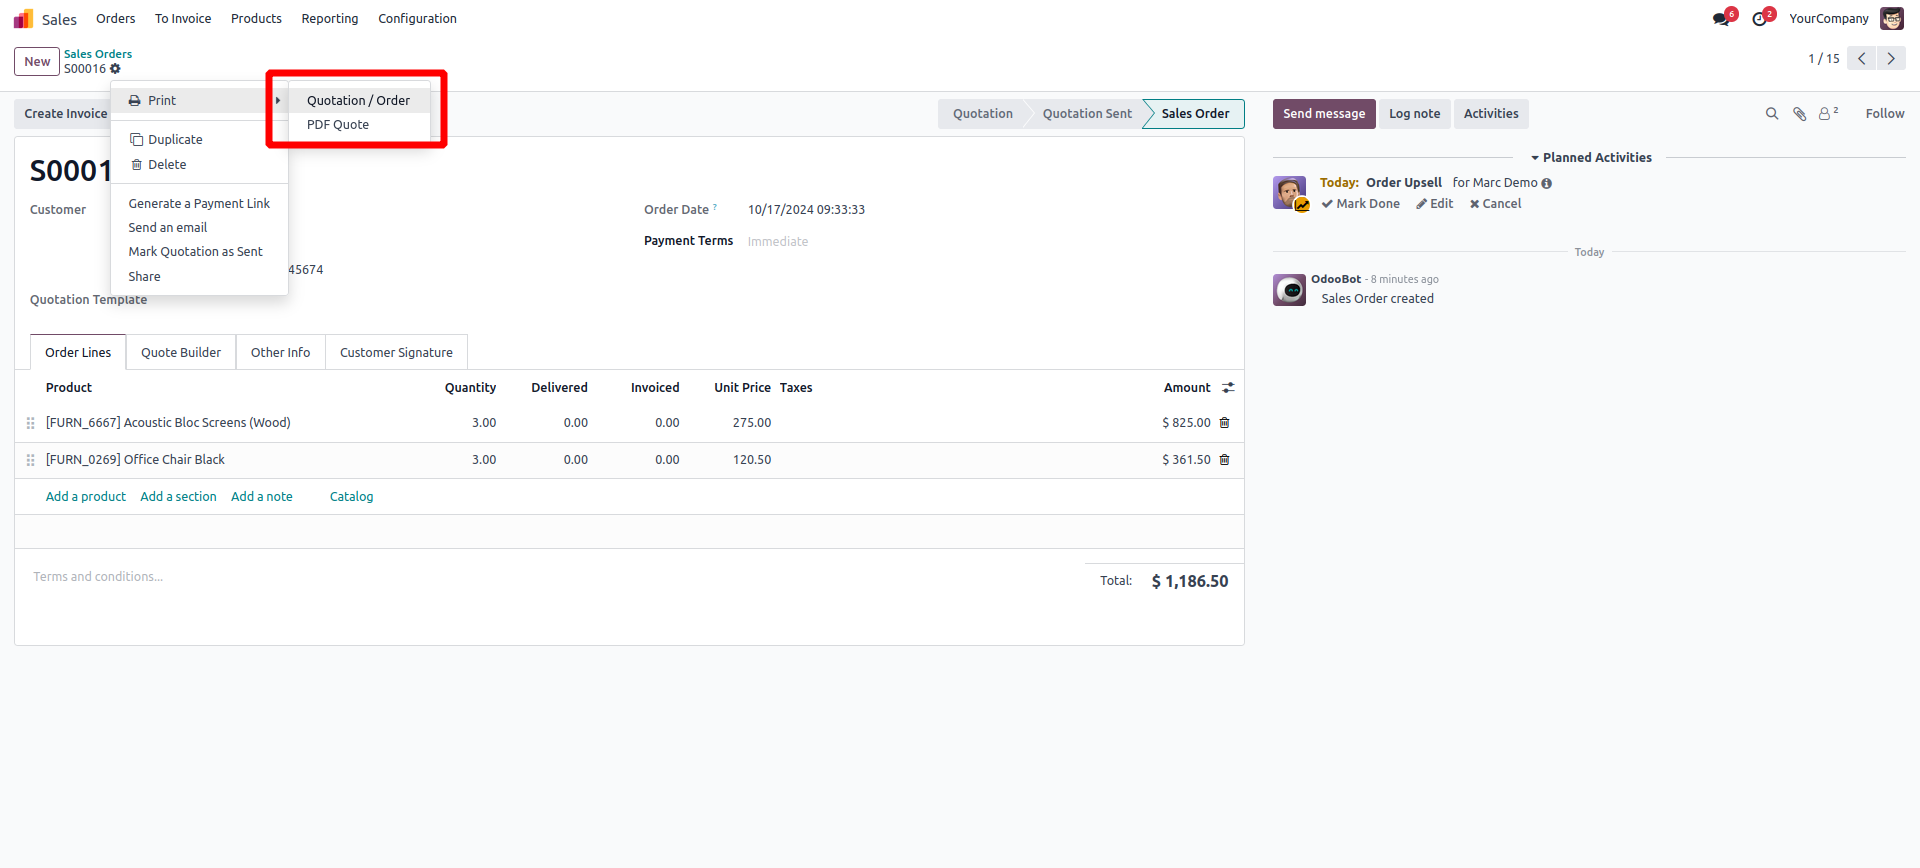 Sales Orders To Invoice Products Reporting Configuration 6 2 YourCompany
New Sales Orders
S00016 1 / 15
Print Quotation / Order
PDF Quote
Create Invoice Quotation Quotation Sent Sales Order Send message Log note Activities 2 Follow
Duplicate
Delete
S0001
Generate a Payment Link
Send an email
Mark Quotation as Sent
Share
Customer Order Date ? 10/17/2024 09:33:33
Payment Terms Immediate
45674
Quotation Template
Planned Activities
Today: Order Upsell for Marc Demo
Mark Done Edit Cancel
Today
OdooBot - 8 minutes ago
Sales Order created
Order Lines Quote Builder Other Info Customer Signature
Product Quantity Delivered Invoiced Unit Price Taxes Amount
[FURN_6667] Acoustic Bloc Screens (Wood) 3.00 0.00 0.00 275.00 $ 825.00
[FURN_0269] Office Chair Black 3.00 0.00 0.00 120.50 $ 361.50
Add a product Add a section Add a note Catalog
Terms and conditions... Total: $ 1,186.50